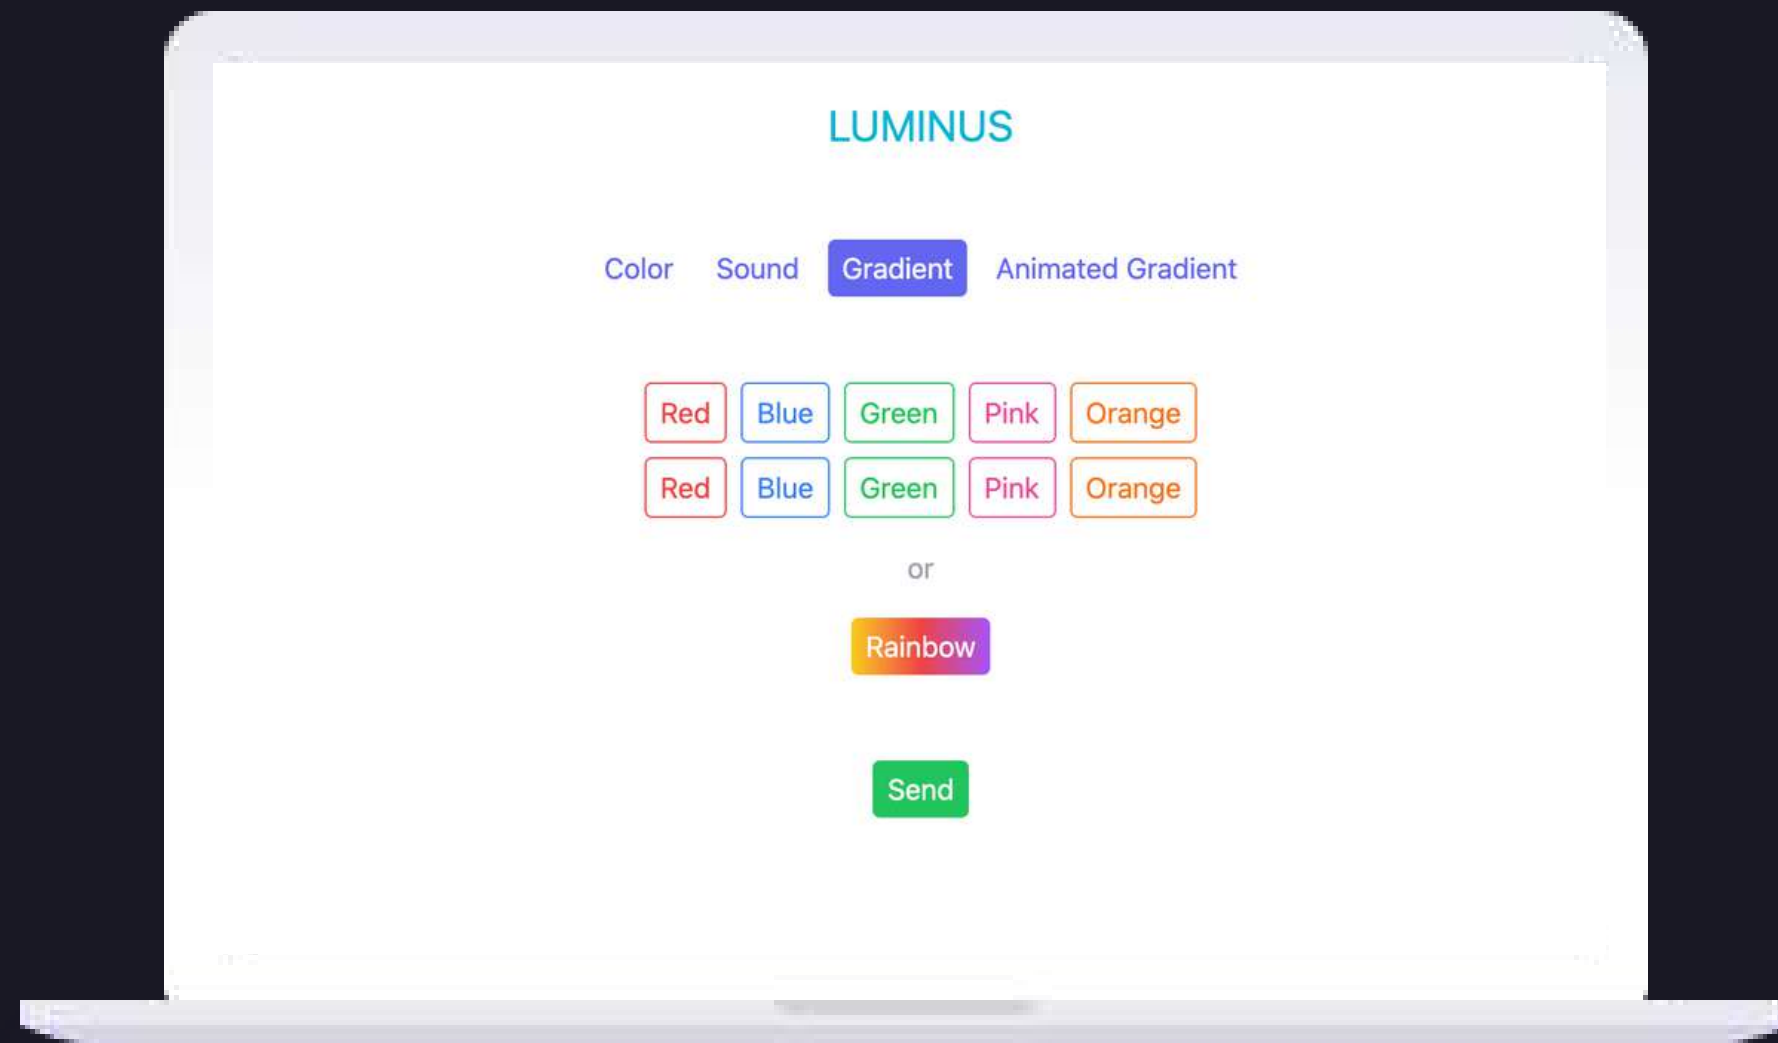 LUMINUS
Color Sound Gradient Animated Gradient
Red Blue Green Pink Orange
Red Blue Green Pink Orange
or
Rainbow
Send